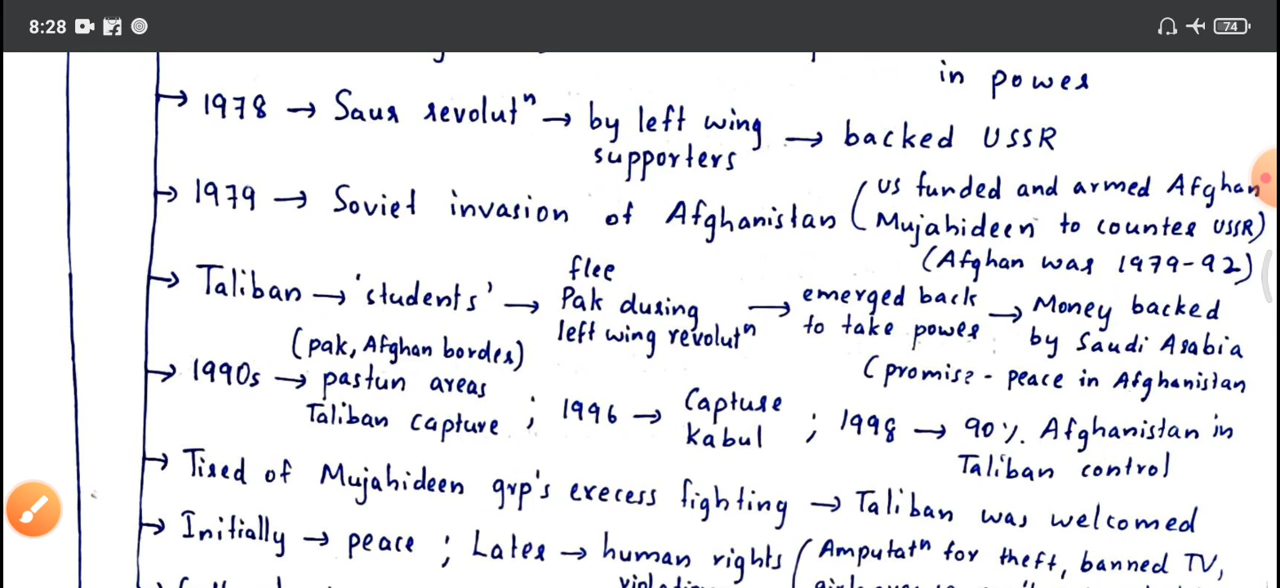 8:28
74
in power
→ 1978 → Saur revolutⁿ → by left wing supporters → backed USSR
→ 1979 → Soviet invasion of Afghanistan (US funded and armed Afghan Mujahideen to counter USSR)
(Afghan war 1979-92)
→ Taliban → 'students' → flee Pak during left wing revolutⁿ → emerged back to take power → Money backed by Saudi Arabia
(pak, Afghan border)
(promise - peace in Afghanistan
→ 1990s → pastun areas Taliban capture ; 1996 → Capture Kabul ; 1998 → 90%. Afghanistan in Taliban control
→ Tired of Mujahideen grp's execess fighting → Taliban was welcomed
→ Initially → peace ; Later → human rights (Amputatⁿ for theft, banned TV,